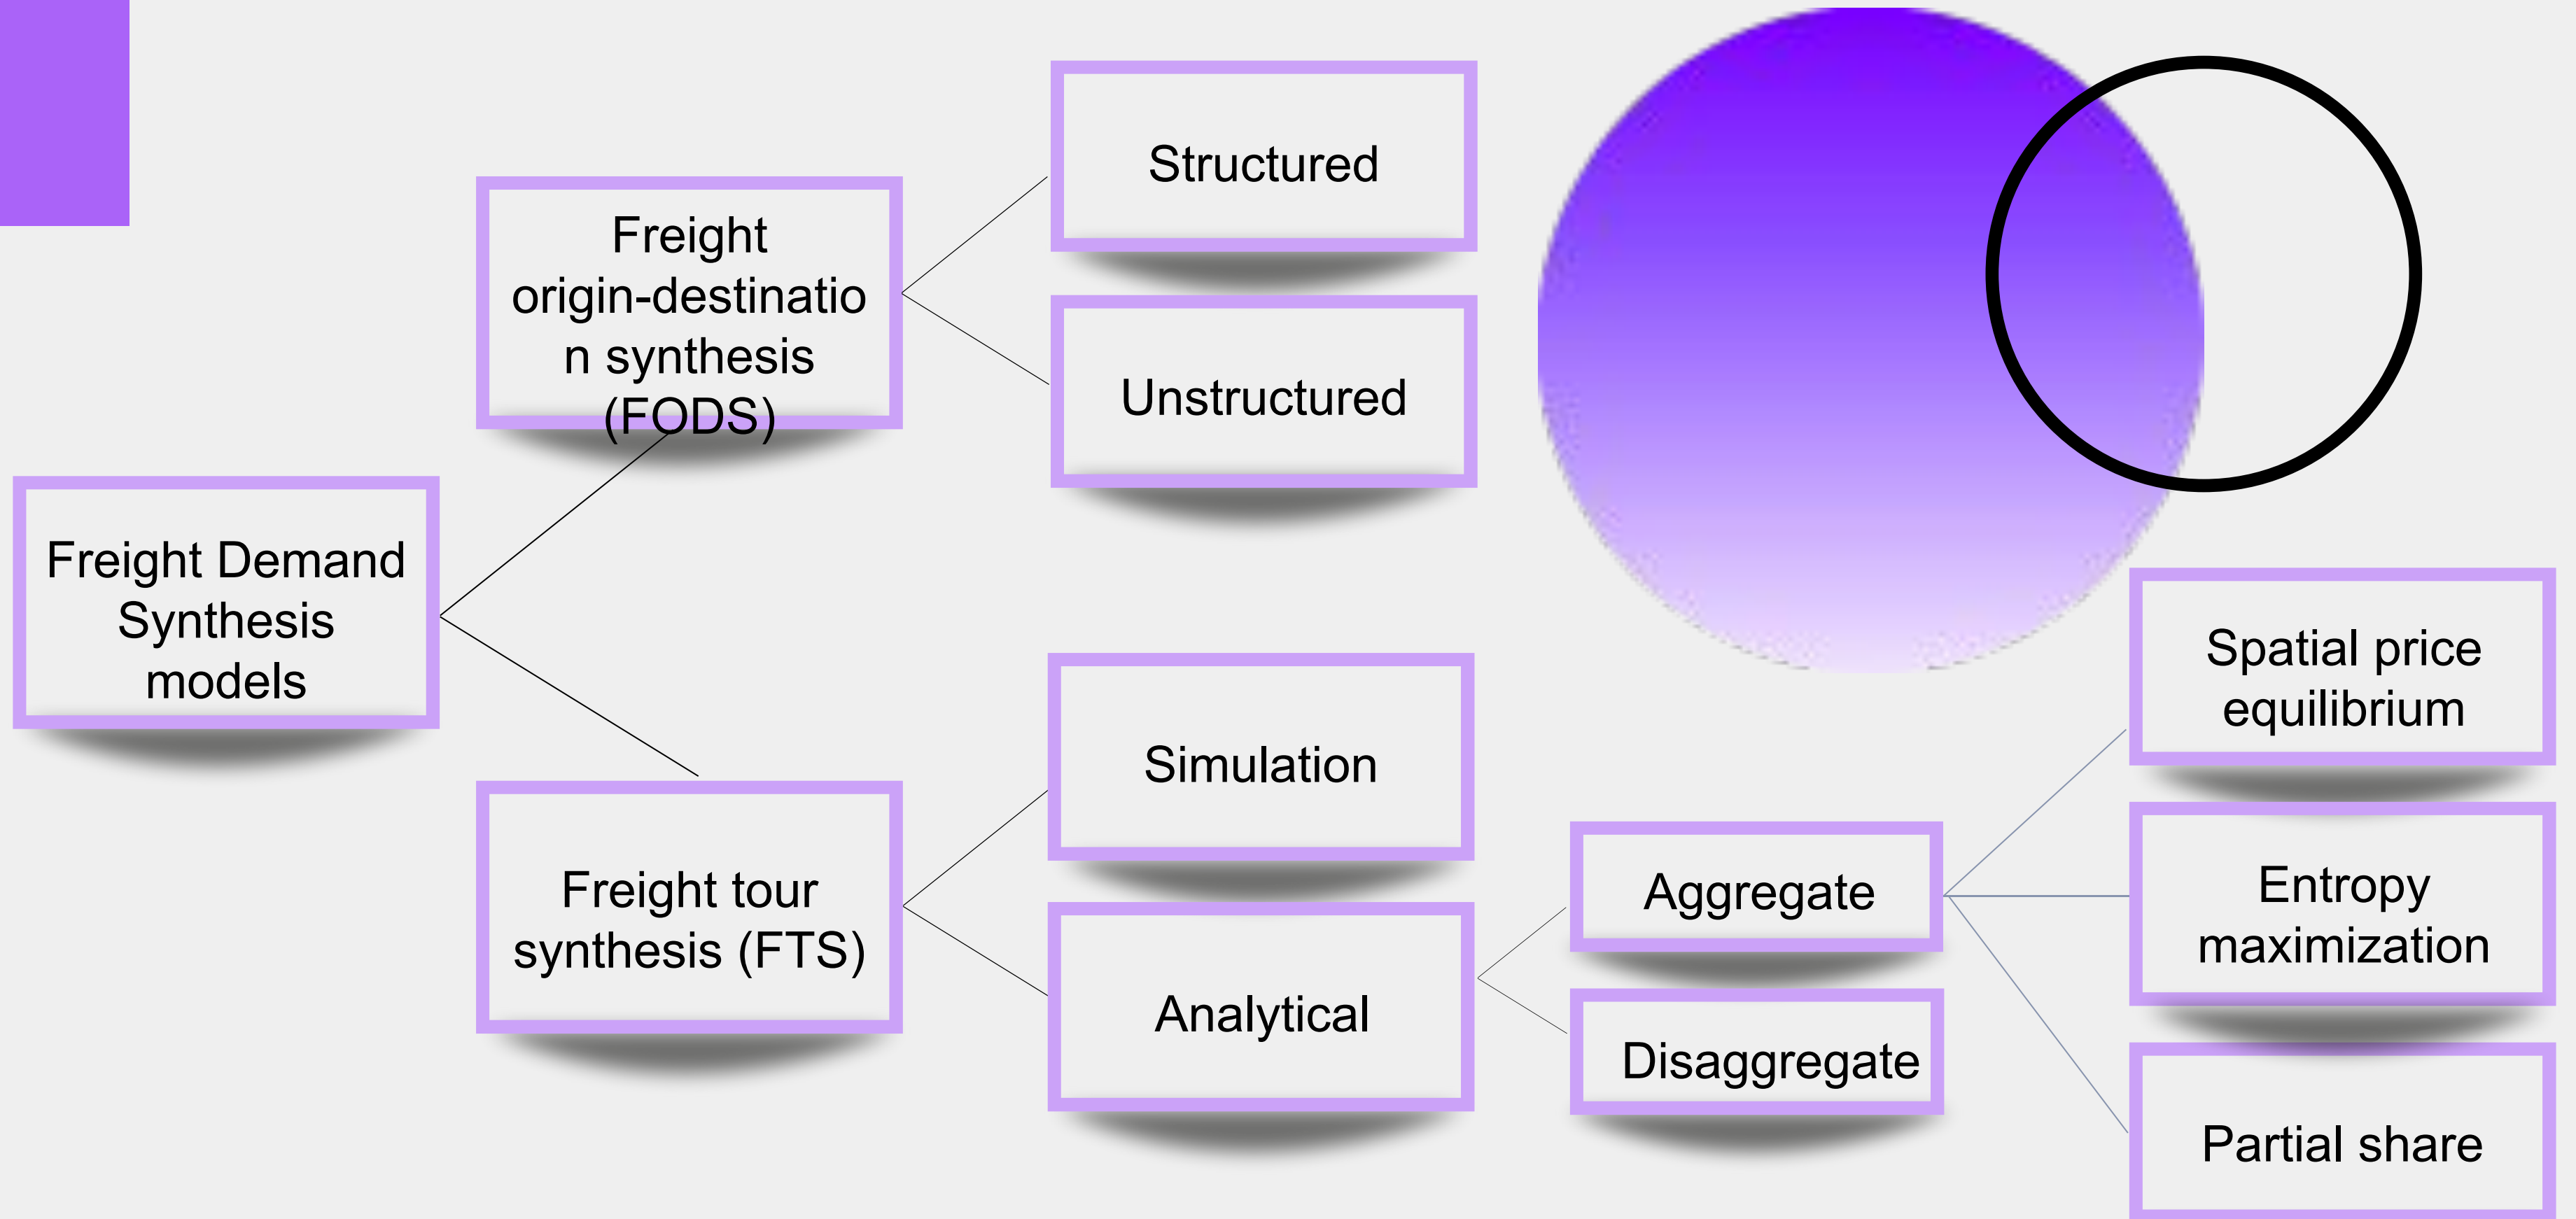 Structured
Freight
origin-destinatio
n synthesis
(FODS)
Unstructured
Freight Demand
Synthesis
models
Simulation
Freight tour
synthesis (FTS)
Analytical
Aggregate
Disaggregate
Spatial price
equilibrium
Entropy
maximization
Partial share